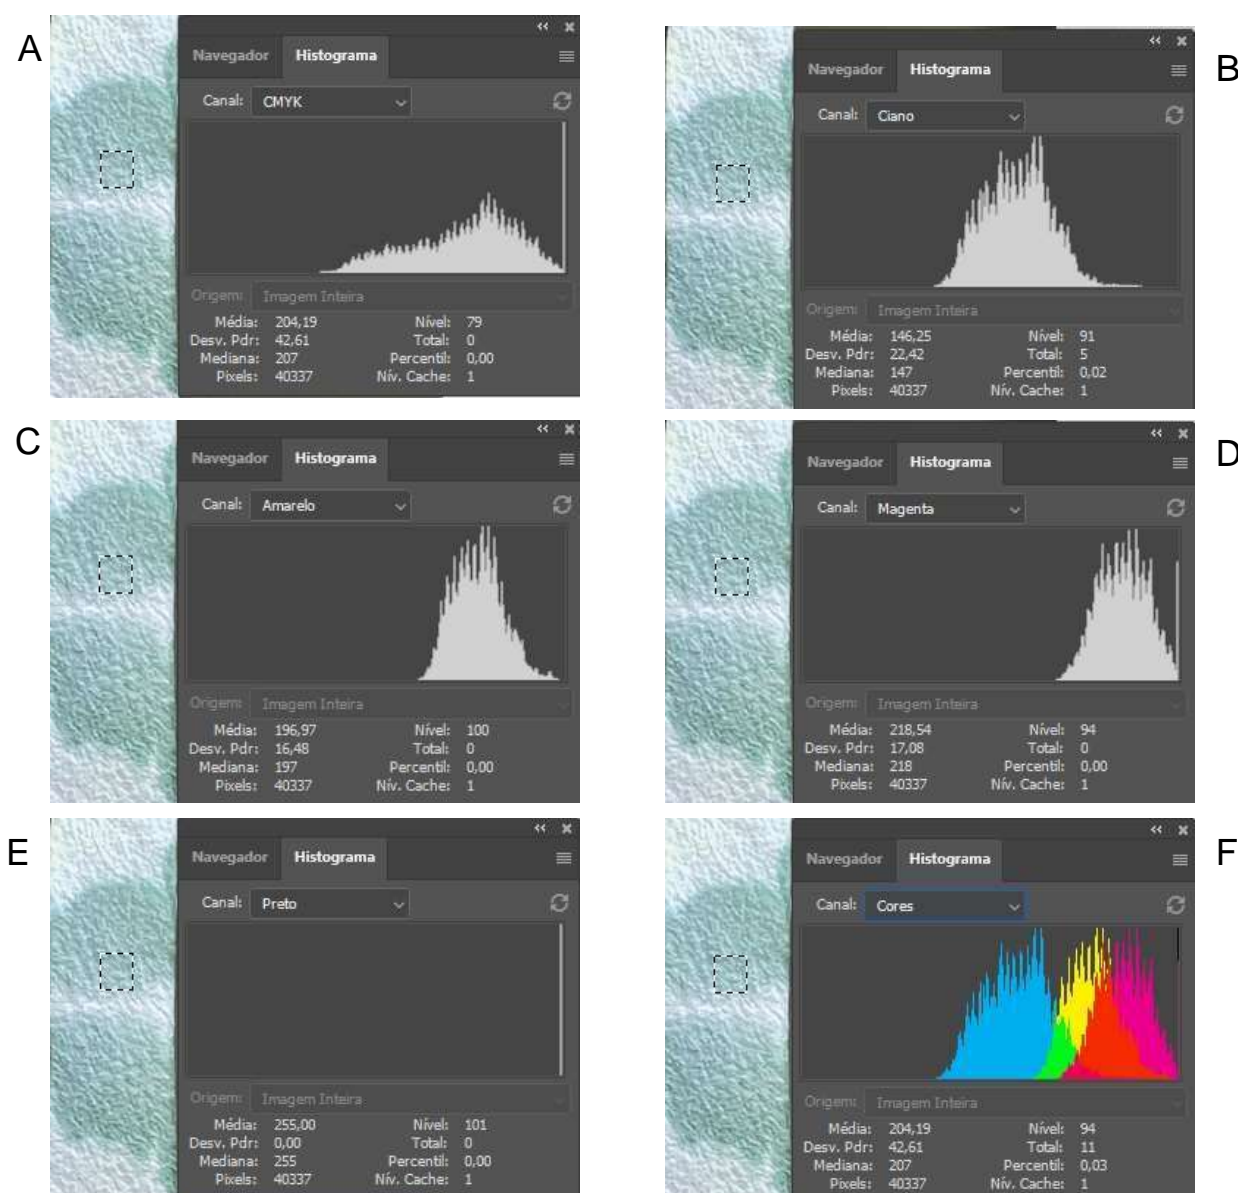 A
Navegador Histograma
Canal: CMYK
Origem: Imagem Inteira
Média: 204,19 Nível: 79
Desv. Pdr: 42,61 Total: 0
Mediana: 207 Percentil: 0,00
Pixels: 40337 Nív. Cache: 1
B
Navegador Histograma
Canal: Ciano
Origem: Imagem Inteira
Média: 146,25 Nível: 91
Desv. Pdr: 22,42 Total: 5
Mediana: 147 Percentil: 0,02
Pixels: 40337 Nív. Cache: 1
C
Navegador Histograma
Canal: Amarelo
Origem: Imagem Inteira
Média: 196,97 Nível: 100
Desv. Pdr: 16,48 Total: 0
Mediana: 197 Percentil: 0,00
Pixels: 40337 Nív. Cache: 1
D
Navegador Histograma
Canal: Magenta
Origem: Imagem Inteira
Média: 218,54 Nível: 94
Desv. Pdr: 17,08 Total: 0
Mediana: 218 Percentil: 0,00
Pixels: 40337 Nív. Cache: 1
E
Navegador Histograma
Canal: Preto
Origem: Imagem Inteira
Média: 255,00 Nível: 101
Desv. Pdr: 0,00 Total: 0
Mediana: 255 Percentil: 0,00
Pixels: 40337 Nív. Cache: 1
F
Navegador Histograma
Canal: Cores
Origem: Imagem Inteira
Média: 204,19 Nível: 94
Desv. Pdr: 42,61 Total: 11
Mediana: 207 Percentil: 0,03
Pixels: 40337 Nív. Cache: 1